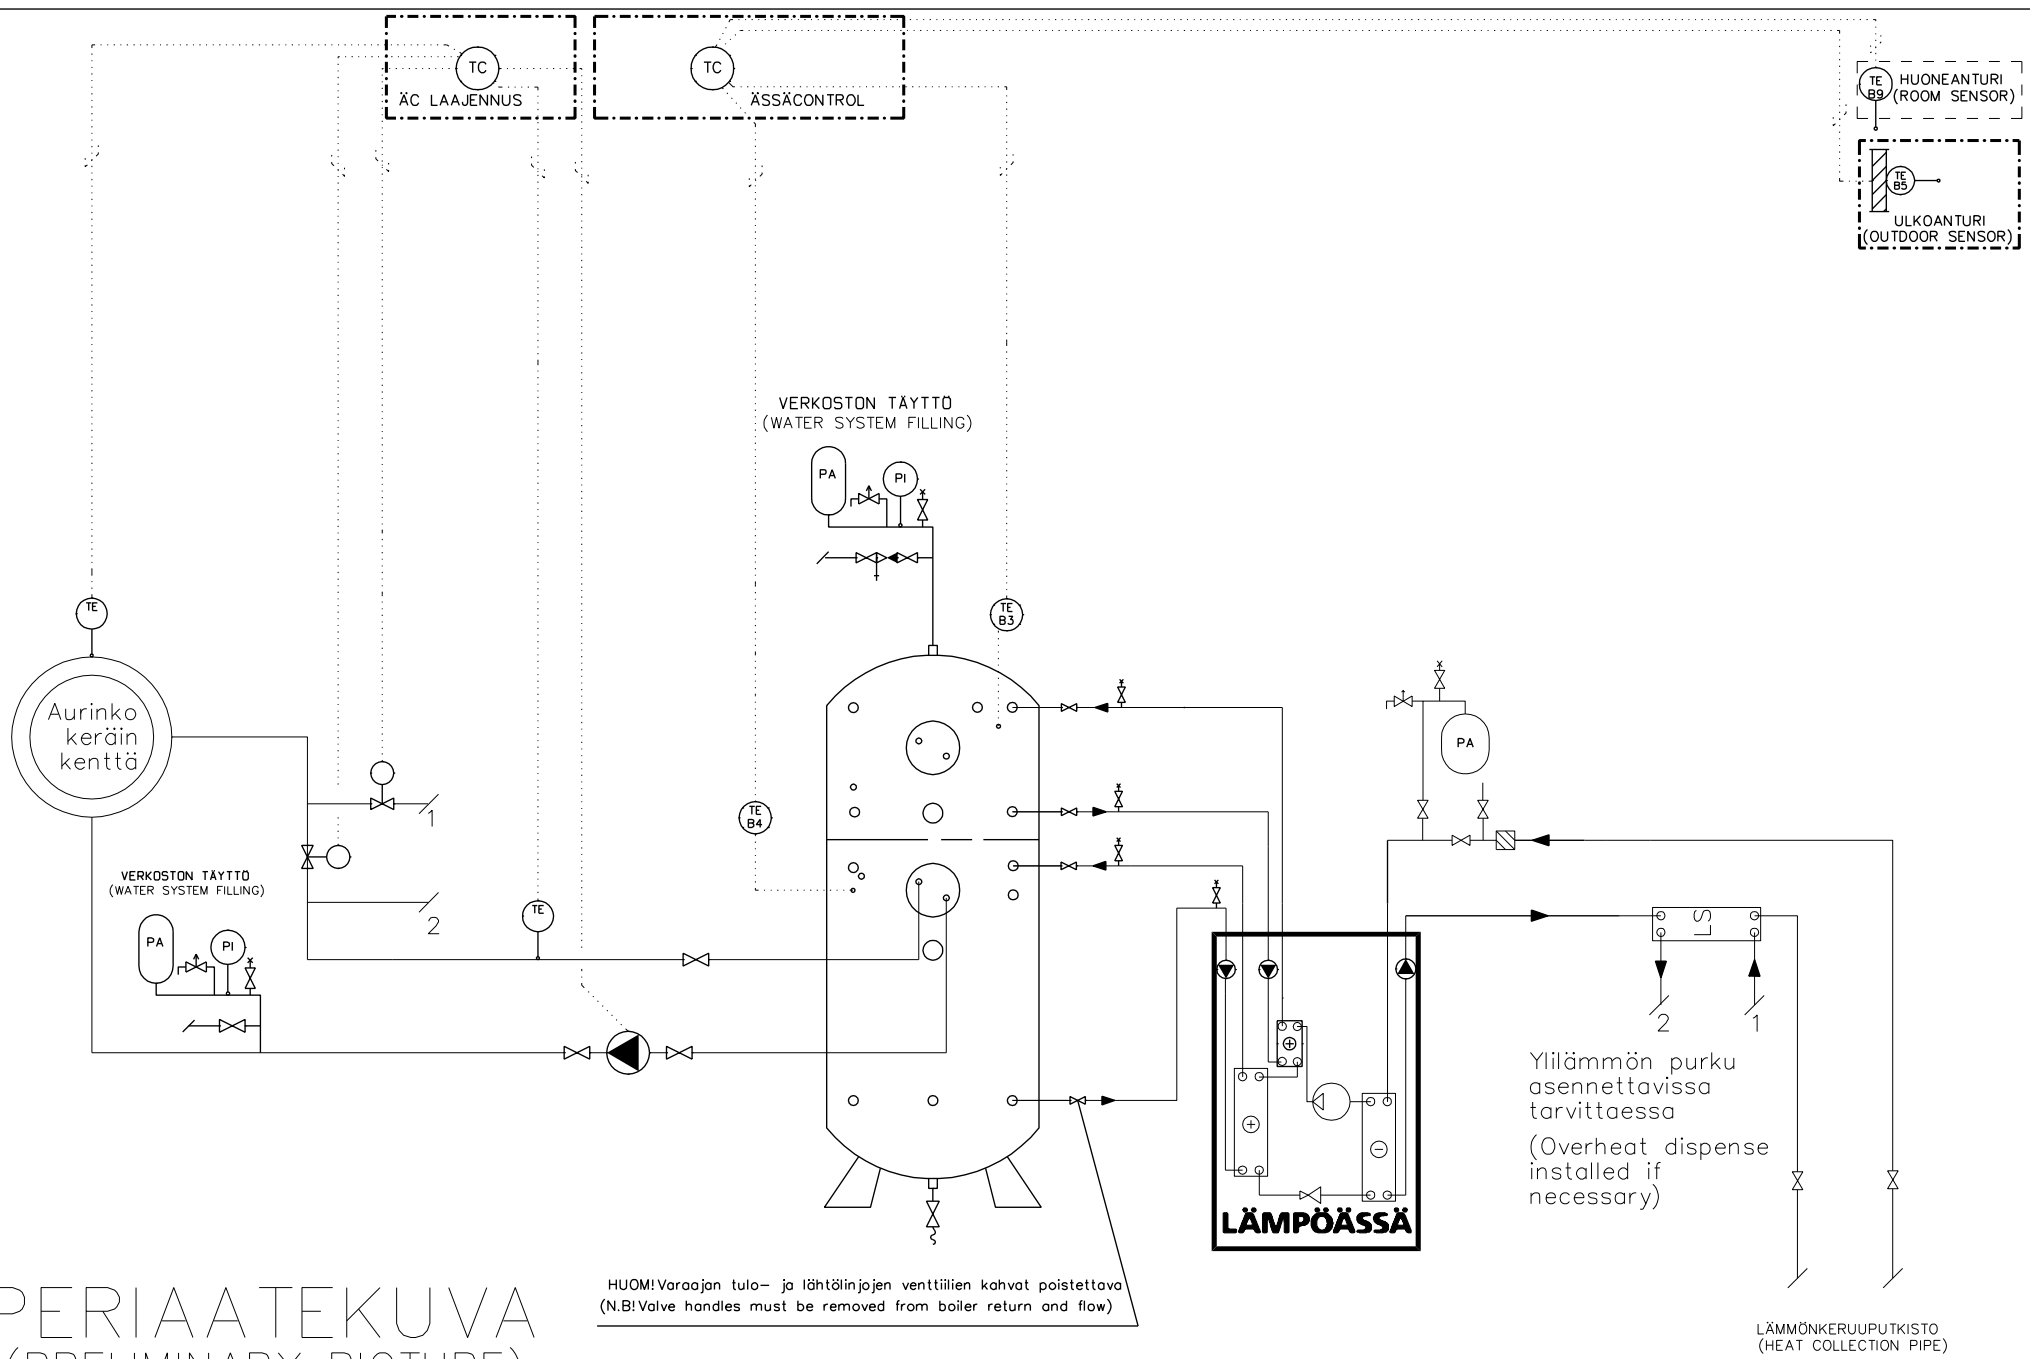 TC
ÄC LAAJENNUS
TC
ÄSSÄCONTROL
TE
B9
HUONEANTURI
(ROOM SENSOR)
TE
B5
ULKOANTURI
(OUTDOOR SENSOR)
VERKOSTON TÄYTTÖ
(WATER SYSTEM FILLING)
PA
PI
TE
TE
B3
Aurinko
keräin
kenttä
PA
1
TE
B4
VERKOSTON TÄYTTÖ
(WATER SYSTEM FILLING)
2
TE
PA
PI
LS
2
1
Ylilämmön purku
asennettavissa
tarvittaessa
(Overheat dispense
installed if
necessary)
LÄMPÖÄSSÄ
HUOM!Varaajan tulo- ja lähtölinjojen venttiilien kahvat poistettava
(N.B!Valve handles must be removed from boiler return and flow)
PERIAATEKUVA
(PRELIMINARY PICTURE)
LÄMMÖNKERUUPUTKISTO
(HEAT COLLECTION PIPE)